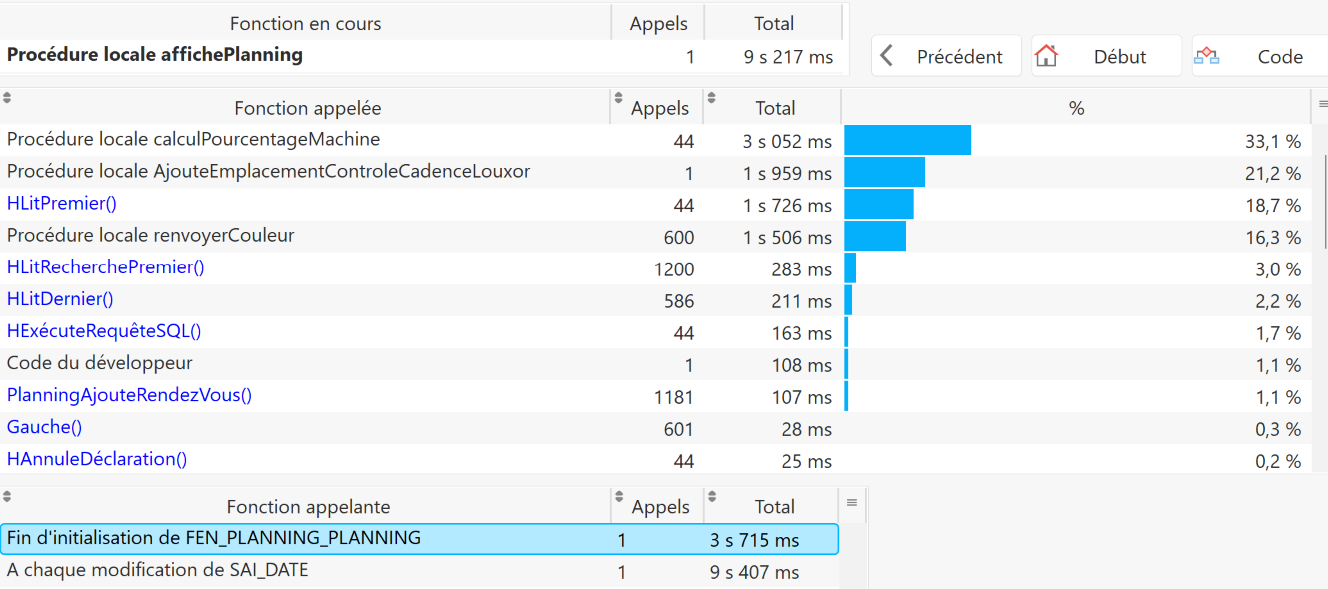 Fonction en cours Appels Total
Procédure locale affichePlanning 1 9 s 217 ms
Précédent Début Code
Fonction appelée Appels Total %
Procédure locale calculPourcentageMachine 44 3 s 052 ms 33,1 %
Procédure locale AjouteEmplacementControleCadenceLouxor 1 1 s 959 ms 21,2 %
HLitPremier() 44 1 s 726 ms 18,7 %
Procédure locale renvoyerCouleur 600 1 s 506 ms 16,3 %
HLitRecherchePremier() 1200 283 ms 3,0 %
HLitDernier() 586 211 ms 2,2 %
HExécuteRequêteSQL() 44 163 ms 1,7 %
Code du développeur 1 108 ms 1,1 %
PlanningAjouteRendezVous() 1181 107 ms 1,1 %
Gauche() 601 28 ms 0,3 %
HAnnuleDéclaration() 44 25 ms 0,2 %
Fonction appelante Appels Total
Fin d'initialisation de FEN_PLANNING_PLANNING 1 3 s 715 ms
A chaque modification de SAI_DATE 1 9 s 407 ms